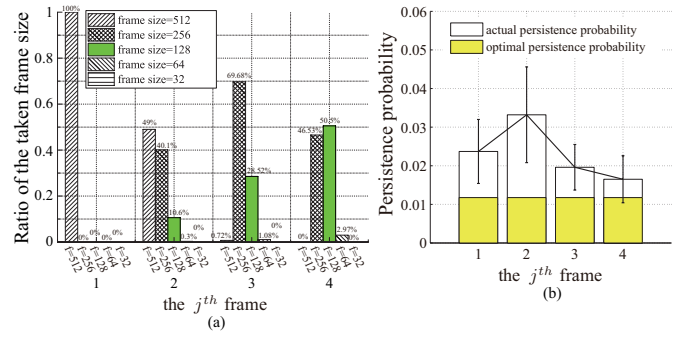 Ratio of the taken frame size
1
0.8
0.6
0.4
0.2
0
frame size=512
frame size=256
frame size=128
frame size=64
frame size=32
100%
0%
0%
0%
0%
49%
40.1%
10.6%
0.3%
0%
0.72%
69.68%
28.52%
1.08%
0%
0%
46.53%
50.5%
2.97%
0%
f=512
f=256
f=128
f=64
f=32
f=512
f=256
f=128
f=64
f=32
f=512
f=256
f=128
f=64
f=32
f=512
f=256
f=128
f=64
f=32
1 2 3 4
the j^th frame
(a)
Persistence probability
0.06
0.05
0.04
0.03
0.02
0.01
0
actual persistence probability
optimal persistence probability
1 2 3 4
the j^th frame
(b)